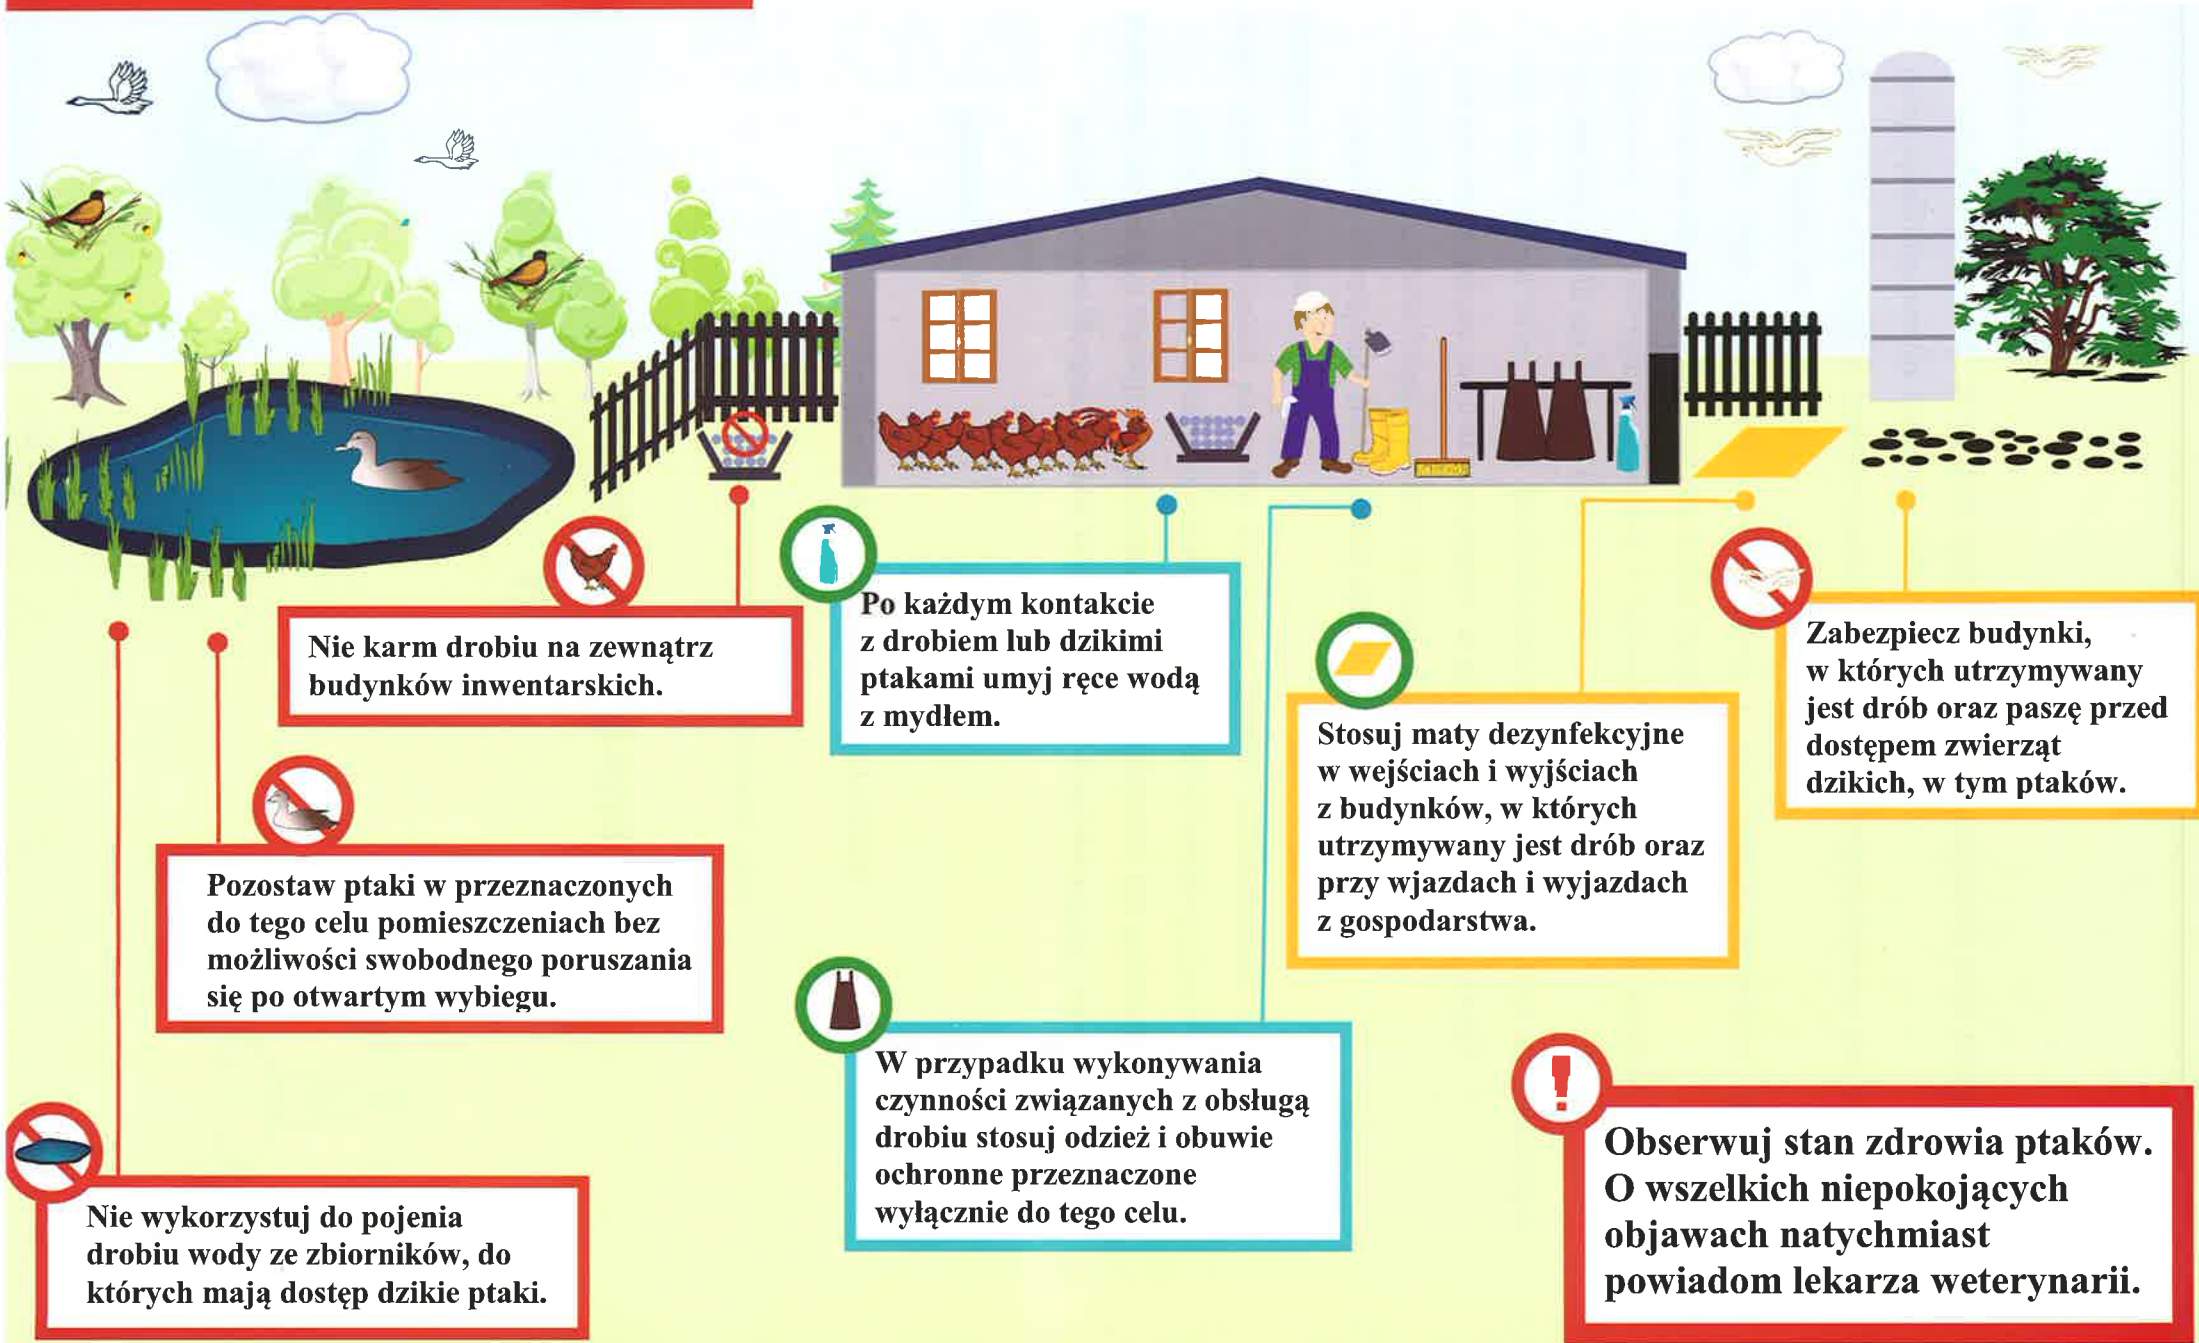 Nie karm drobiu na zewnątrz
budynków inwentarskich.
Po każdym kontakcie
z drobiem lub dzikimi
ptakami umyj ręce wodą
z mydłem.
Zabezpiecz budynki,
w których utrzymywany
jest drób oraz paszę przed
dostępem zwierząt
dzikich, w tym ptaków.
Stosuj maty dezynfekcyjne
w wejściach i wyjściach
z budynków, w których
utrzymywany jest drób oraz
przy wjazdach i wyjazdach
z gospodarstwa.
Pozostaw ptaki w przeznaczonych
do tego celu pomieszczeniach bez
możliwości swobodnego poruszania
się po otwartym wybiegu.
W przypadku wykonywania
czynności związanych z obsługą
drobiu stosuj odzież i obuwie
ochronne przeznaczone
wyłącznie do tego celu.
Nie wykorzystuj do pojenia
drobiu wody ze zbiorników, do
których mają dostęp dzikie ptaki.
!
Obserwuj stan zdrowia ptaków.
O wszelkich niepokojących
objawach natychmiast
powiadom lekarza weterynarii.